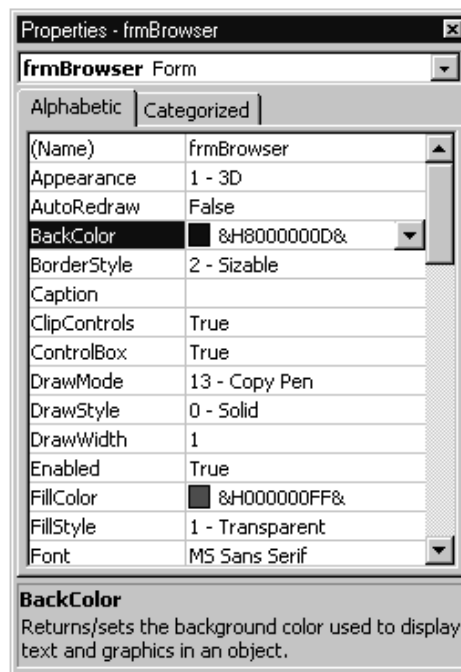 Properties - frmBrowser
frmBrowser Form
Alphabetic Categorized
(Name) frmBrowser
Appearance 1 - 3D
AutoRedraw False
BackColor &H8000000D&
BorderStyle 2 - Sizable
Caption
ClipControls True
ControlBox True
DrawMode 13 - Copy Pen
DrawStyle 0 - Solid
DrawWidth 1
Enabled True
FillColor &H000000FF&
FillStyle 1 - Transparent
Font MS Sans Serif
BackColor
Returns/sets the background color used to display
text and graphics in an object.